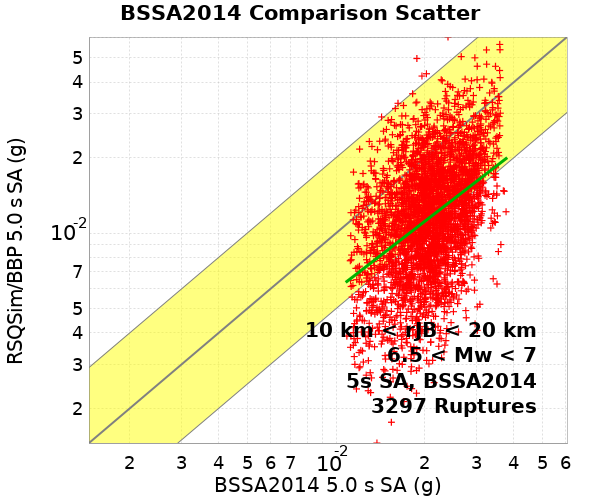 BSSA2014 Comparison Scatter
RSQSim/BBP 5.0 s SA (g)
5
4
3
2
10-2
7
5
4
3
2
10 km < rJB < 20 km
6.5 < Mw < 7
5s SA, BSSA2014
3297 Ruptures
2 3 4 5 6 7 10-2 2 3 4 5 6
BSSA2014 5.0 s SA (g)